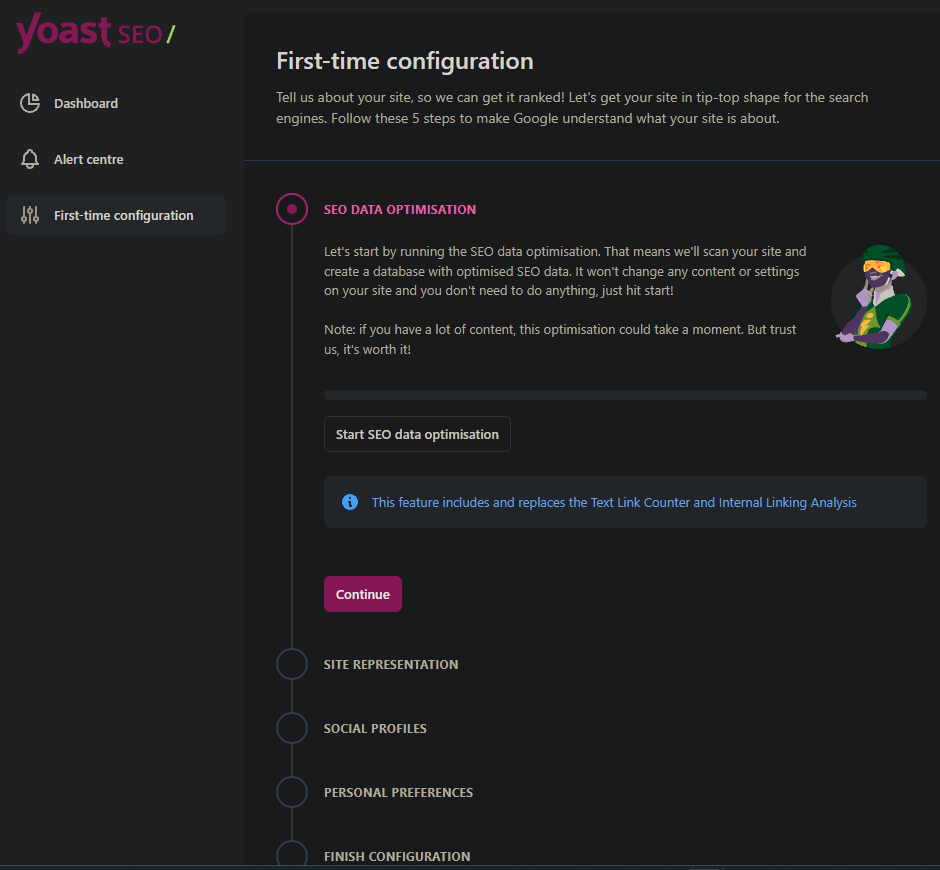 yoast SEO/
Dashboard
Alert centre
First-time configuration
First-time configuration
Tell us about your site, so we can get it ranked! Let's get your site in tip-top shape for the search
engines. Follow these 5 steps to make Google understand what your site is about.
SEO DATA OPTIMISATION
Let's start by running the SEO data optimisation. That means we'll scan your site and
create a database with optimised SEO data. It won't change any content or settings
on your site and you don't need to do anything, just hit start!
Note: if you have a lot of content, this optimisation could take a moment. But trust
us, it's worth it!
Start SEO data optimisation
This feature includes and replaces the Text Link Counter and Internal Linking Analysis
Continue
SITE REPRESENTATION
SOCIAL PROFILES
PERSONAL PREFERENCES
FINISH CONFIGURATION